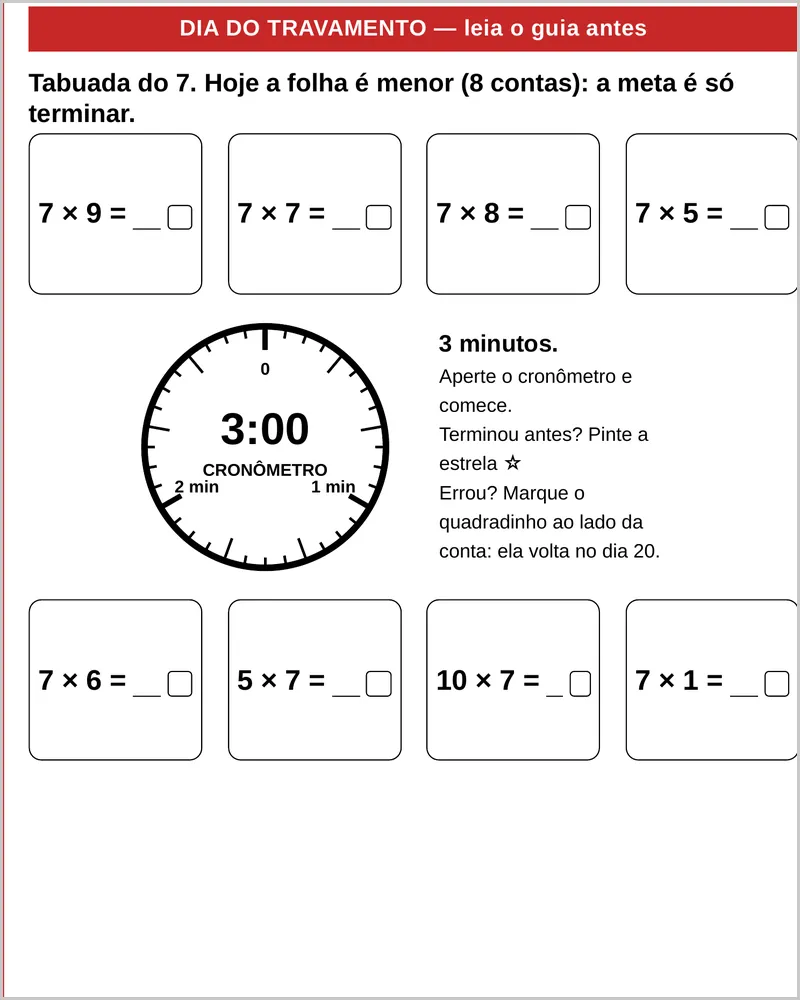 DIA DO TRAVAMENTO — leia o guia antes
Tabuada do 7. Hoje a folha é menor (8 contas): a meta é só
terminar.
7 × 9 = __
7 × 7 = __
7 × 8 = __
7 × 5 = __
0
3:00
CRONÔMETRO
2 min
1 min
3 minutos.
Aperte o cronômetro e
comece.
Terminou antes? Pinte a
estrela ☆
Errou? Marque o
quadradinho ao lado da
conta: ela volta no dia 20.
7 × 6 = __
5 × 7 = __
10 × 7 = _
7 × 1 = __